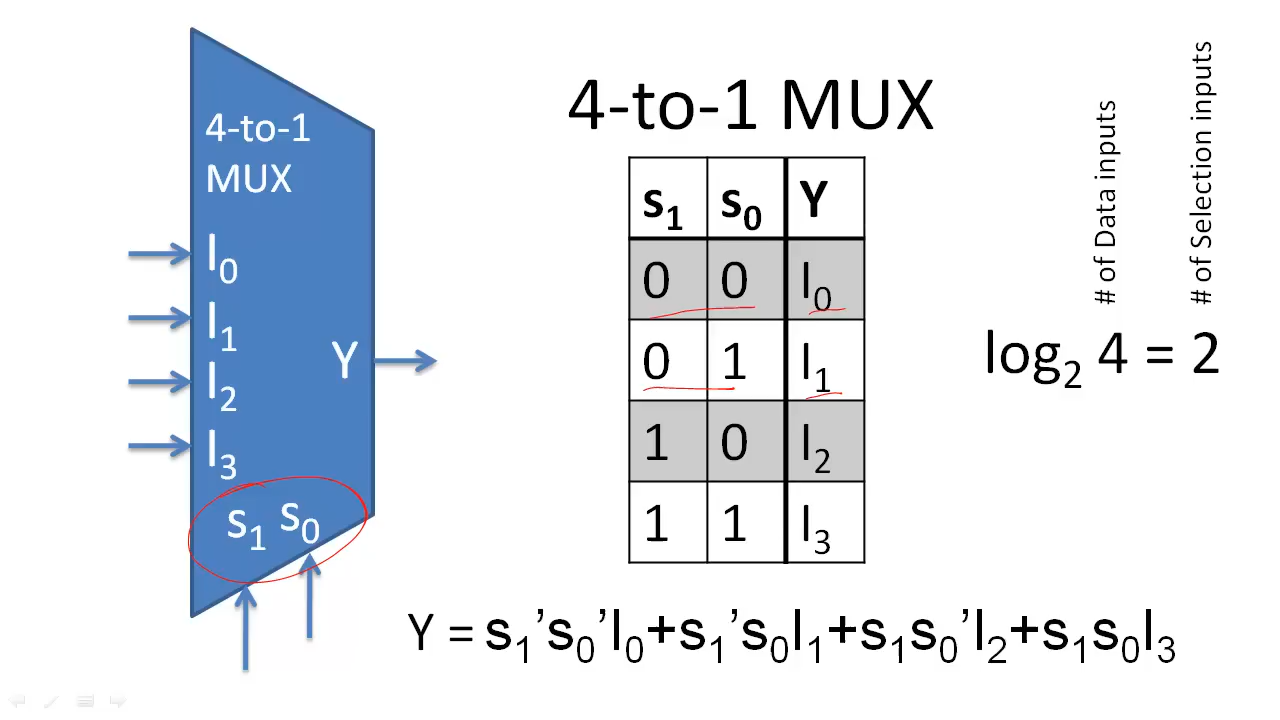 4-to-1
MUX
I₀
I₁
I₂
I₃
Y
s₁ s₀
4-to-1 MUX
s₁ s₀ Y
0 0 I₀
0 1 I₁
1 0 I₂
1 1 I₃
# of Data inputs
# of Selection inputs
log₂ 4 = 2
Y = s₁’s₀’I₀+s₁’s₀I₁+s₁s₀’I₂+s₁s₀I₃